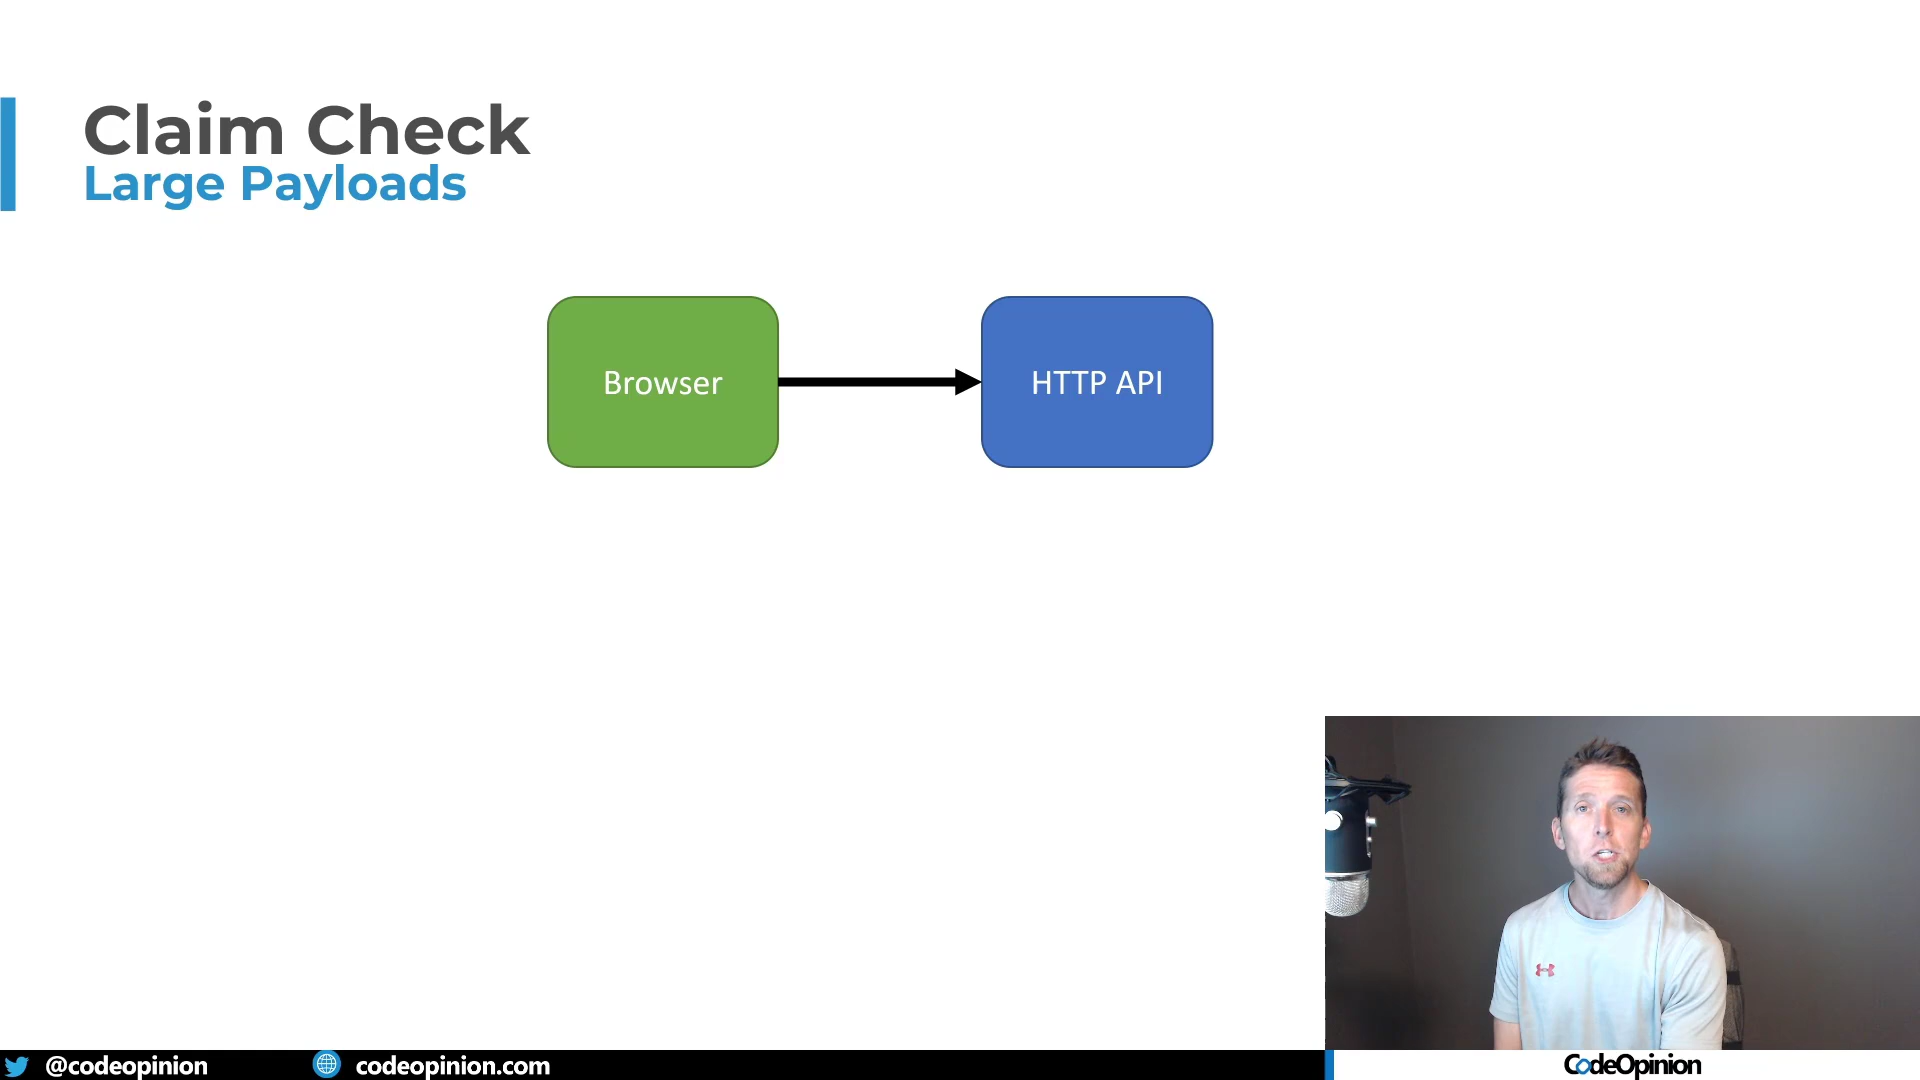 Claim Check
Large Payloads
Browser
HTTP API
@codeopinion
codeopinion.com
CodeOpinion